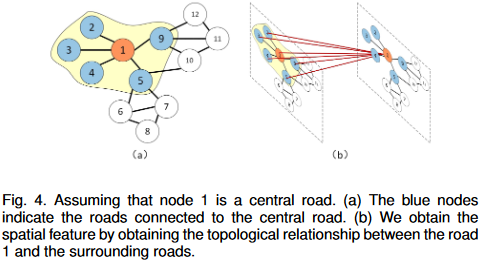 12
2
11
1
9
3
10
4
5
6
7
8
(a)
(b)
Fig. 4. Assuming that node 1 is a central road. (a) The blue nodes
indicate the roads connected to the central road. (b) We obtain the
spatial feature by obtaining the topological relationship between the road
1 and the surrounding roads.